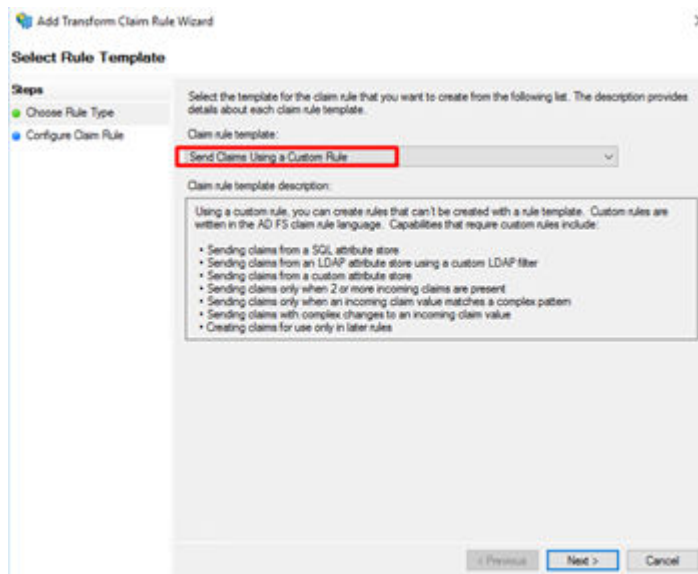 Add Transform Claim Rule Wizard
Select Rule Template
Steps
Choose Rule Type
Configure Claim Rule
Select the template for the claim rule that you want to create from the following list. The description provides
details about each claim rule template.
Claim rule template:
Send Claims Using a Custom Rule
Claim rule template description:
Using a custom rule, you can create rules that can't be created with a rule template. Custom rules are
written in the AD FS claim rule language. Capabilities that require custom rules include:
• Sending claims from a SQL attribute store
• Sending claims from an LDAP attribute store using a custom LDAP filter
• Sending claims from a custom attribute store
• Sending claims only when 2 or more incoming claims are present
• Sending claims only when an incoming claim value matches a complex pattern
• Sending claims with complex changes to an incoming claim value
• Creating claims for use only in later rules
< Previous
Next >
Cancel